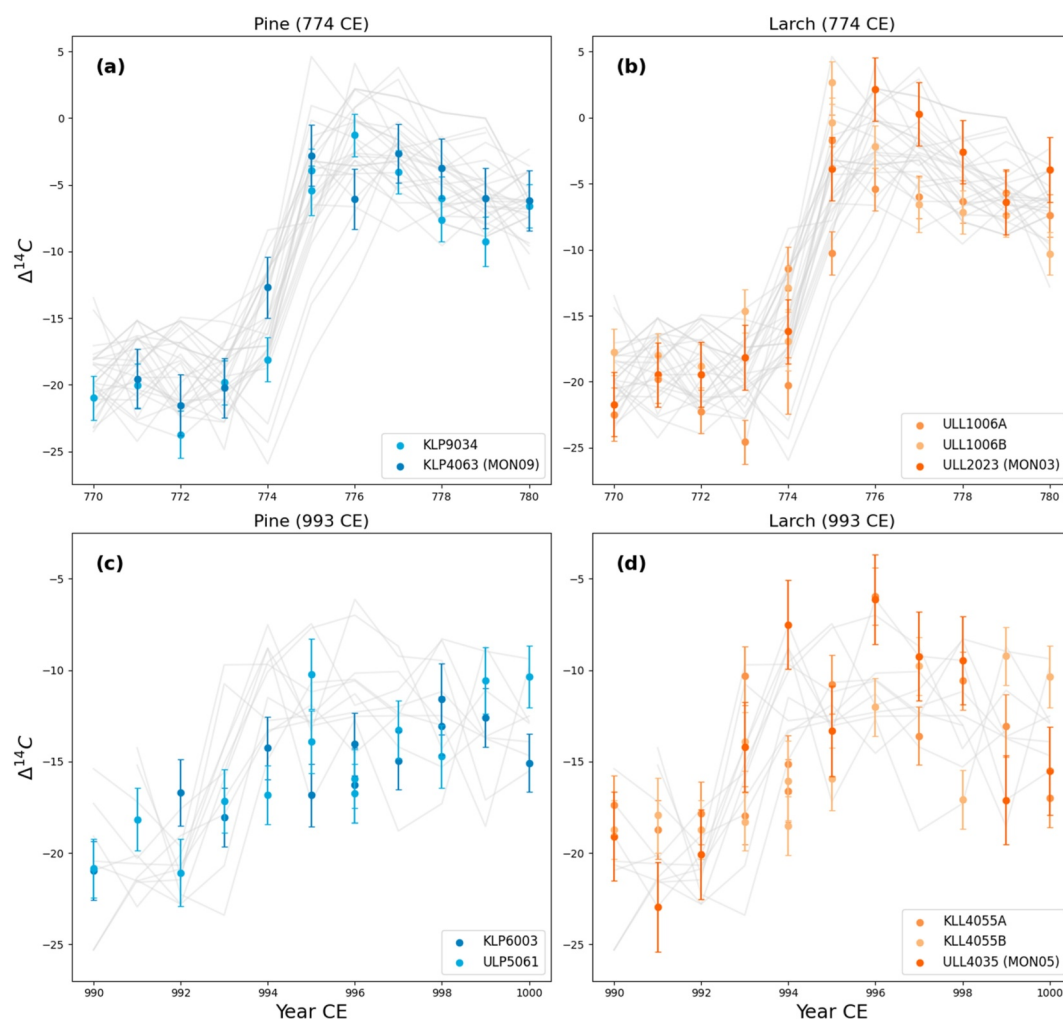 Pine (774 CE)
Larch (774 CE)
(a)
(b)
5
0
−5
−10
−15
−20
−25
Δ¹⁴C
5
0
−5
−10
−15
−20
−25
KLP9034
KLP4063 (MON09)
ULL1006A
ULL1006B
ULL2023 (MON03)
770 772 774 776 778 780
770 772 774 776 778 780
Pine (993 CE)
Larch (993 CE)
(c)
(d)
−5
−10
−15
−20
−25
Δ¹⁴C
−5
−10
−15
−20
−25
KLP6003
ULP5061
KLL4055A
KLL4055B
ULL4035 (MON05)
990 992 994 996 998 1000
990 992 994 996 998 1000
Year CE
Year CE